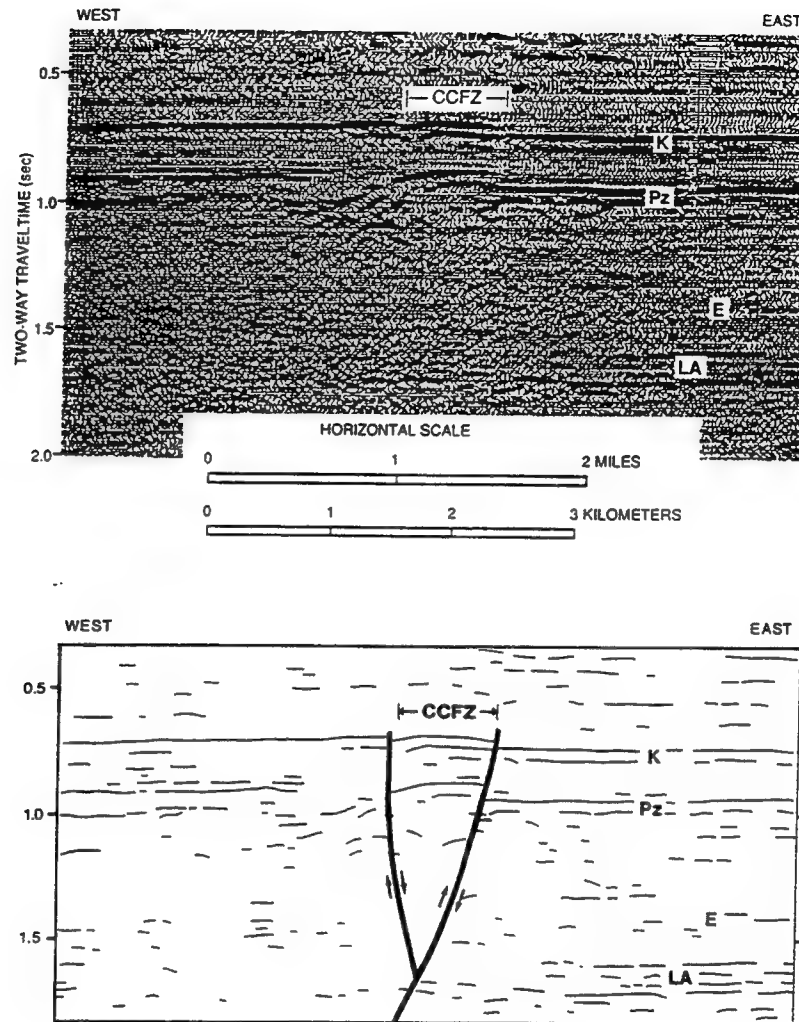 WEST EAST
CCFZ
K
Pz
E
LA
TWO-WAY TRAVELTIME (sec)
0.5
1.0
1.5
2.0
HORIZONTAL SCALE
0 1 2 MILES
0 1 2 3 KILOMETERS
WEST EAST
CCFZ
0.5
K
Pz
1.0
E
1.5
LA